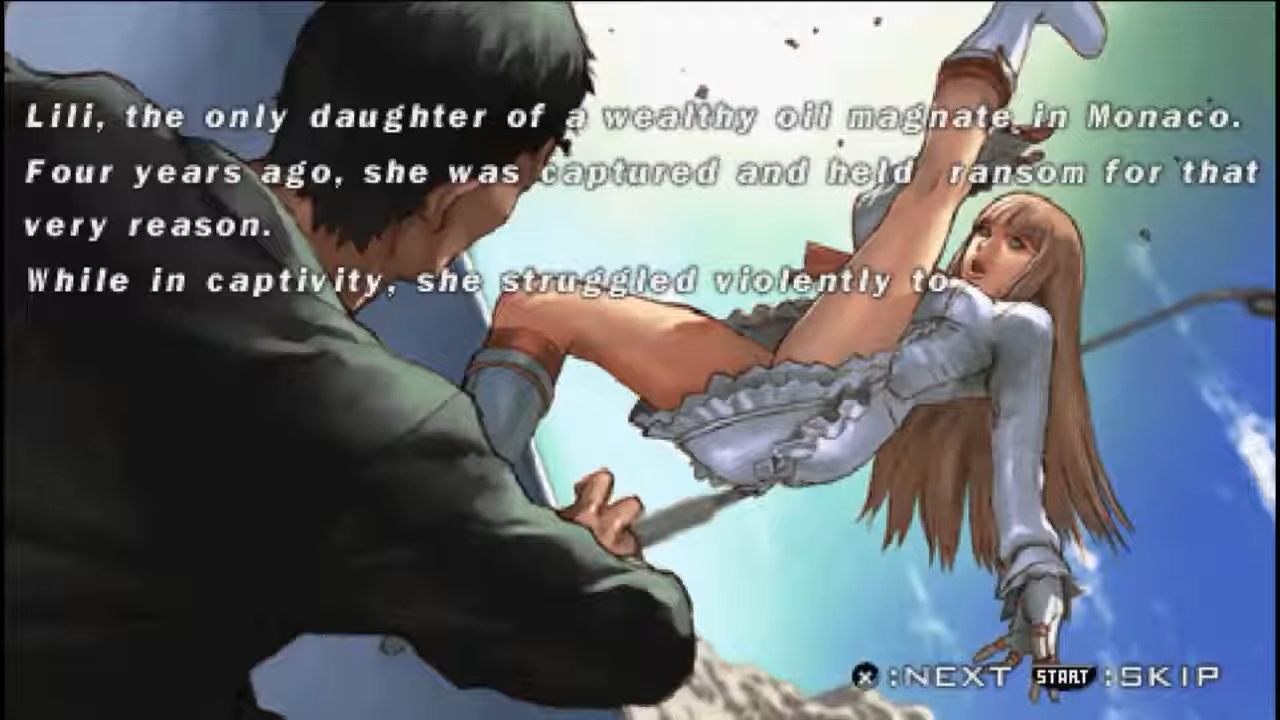 Lili, the only daughter of a wealthy oil magnate in Monaco.
Four years ago, she was captured and held ransom for that
very reason.
While in captivity, she struggled violently to
:NEXT START :SKIP